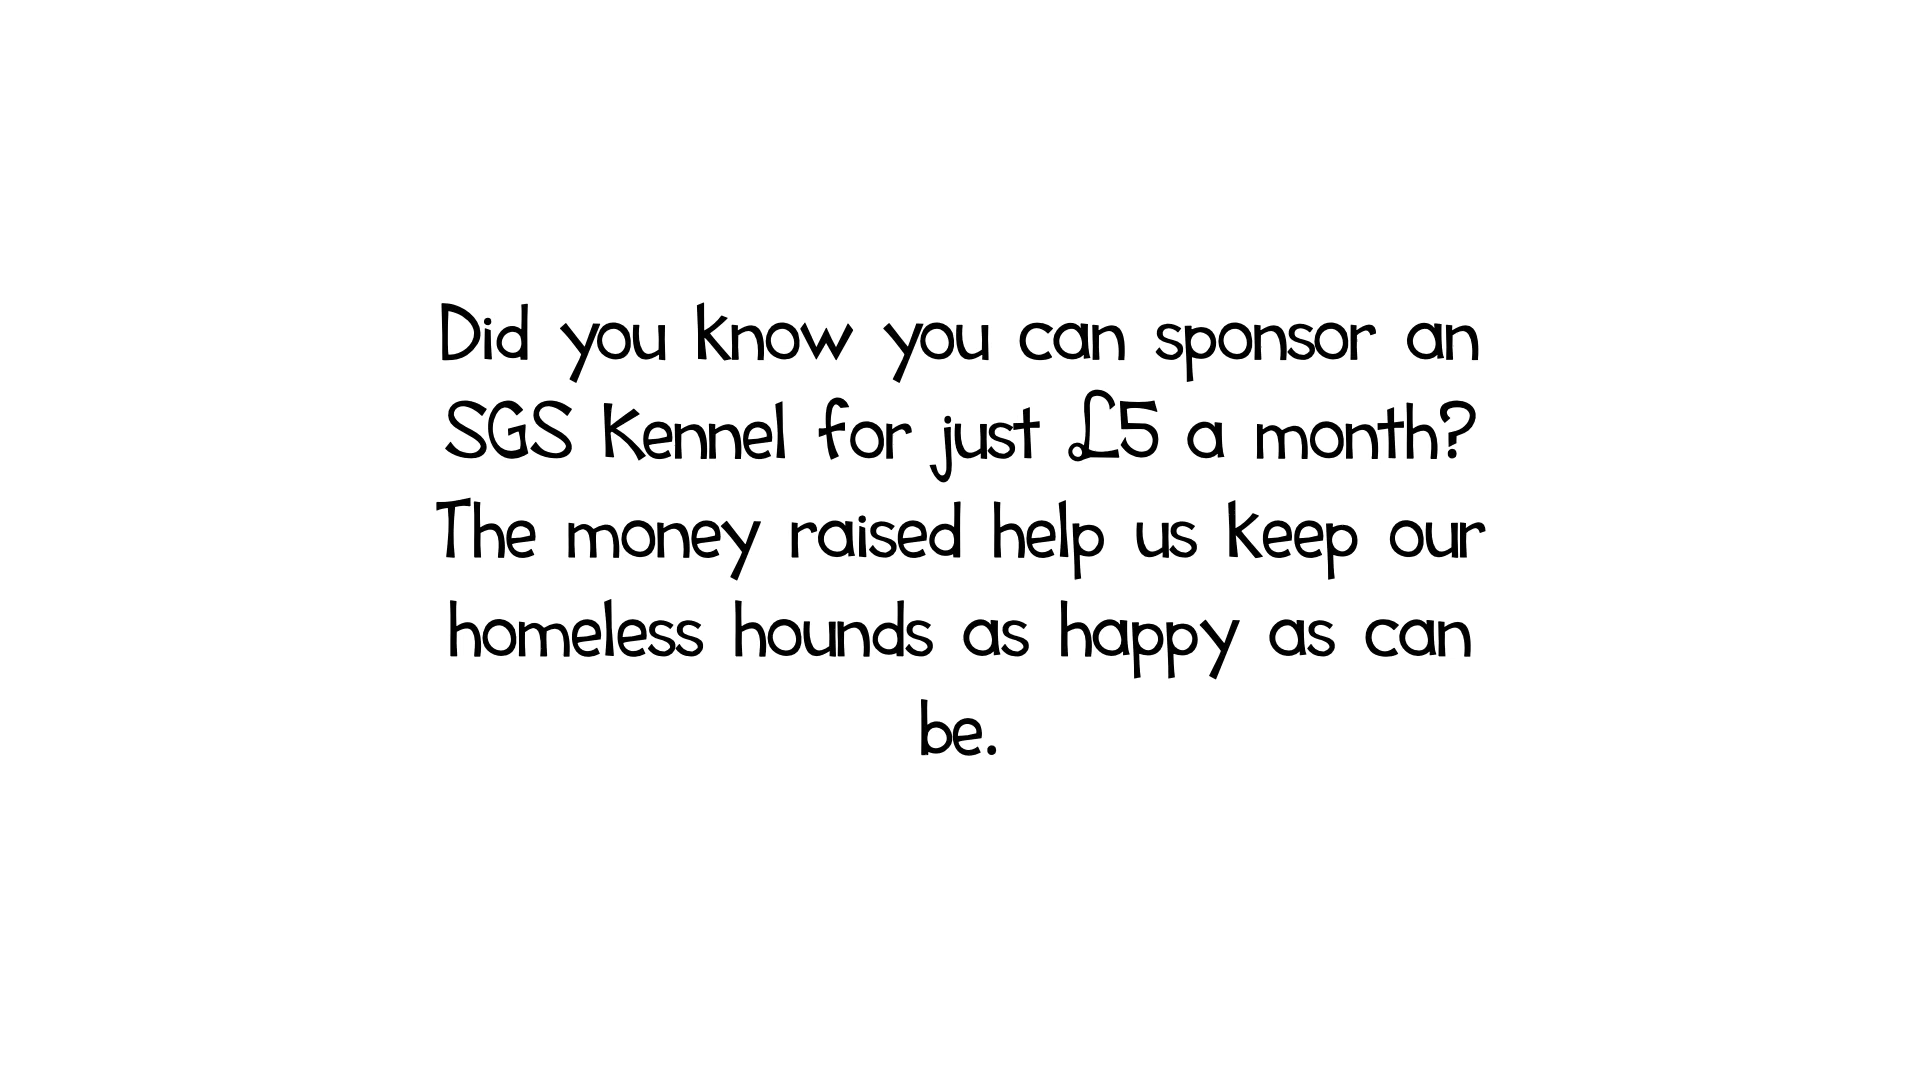 Did you know you can sponsor an
SGS Kennel for just £5 a month?
The money raised help us keep our
homeless hounds as happy as can
be.